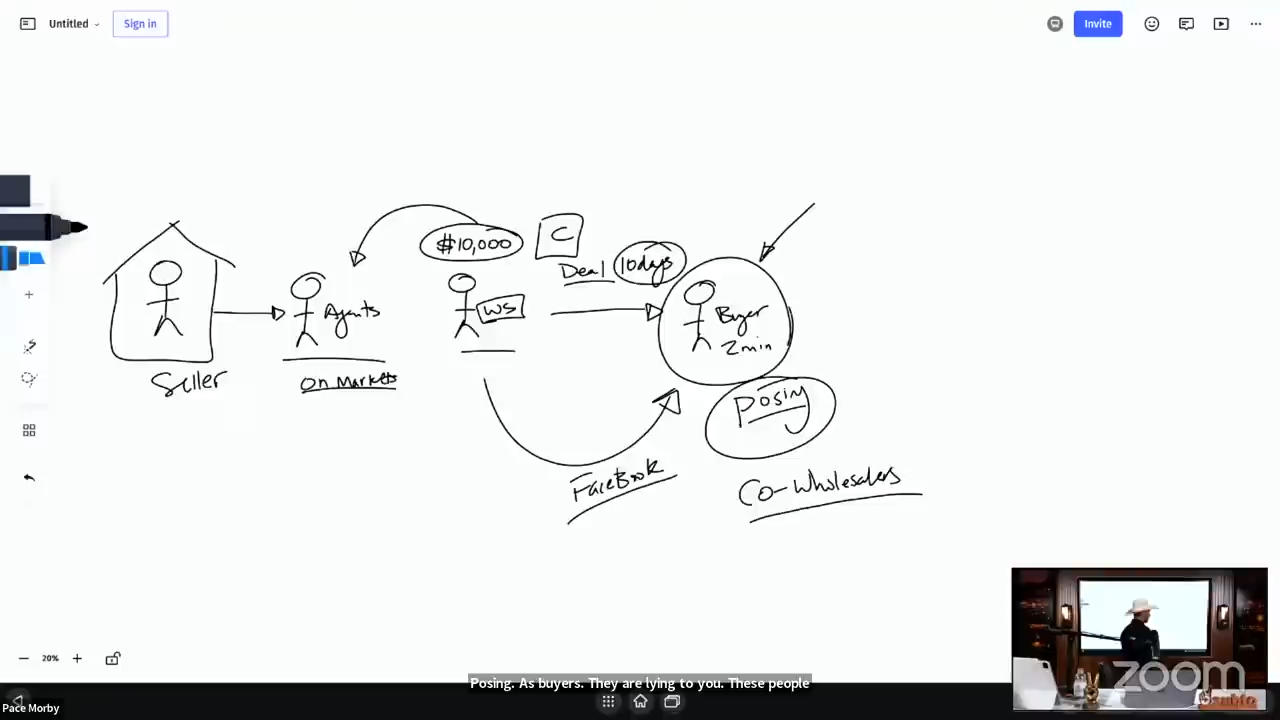 Untitled
Sign in
Invite
$10,000
C
Deal
10days
WS
Agents
Buyer
2min
Seller
On Markets
Posing
FaceBook
Co-Wholesalers
20%
Posing. As buyers. They are lying to you. These people
zoom
Pace Morby